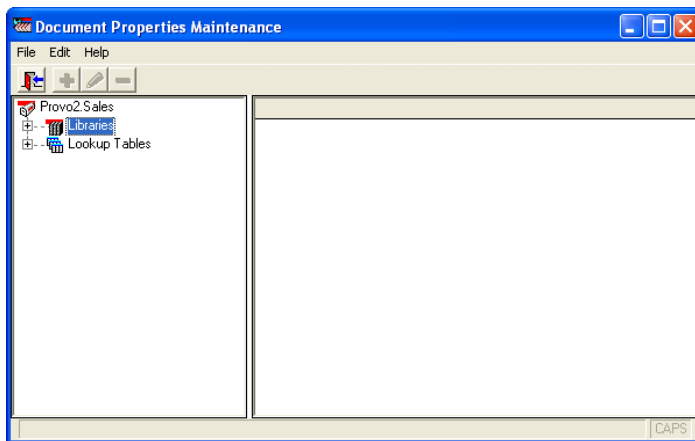 Document Properties Maintenance
File Edit Help
Provo2.Sales
Libraries
Lookup Tables
CAPS